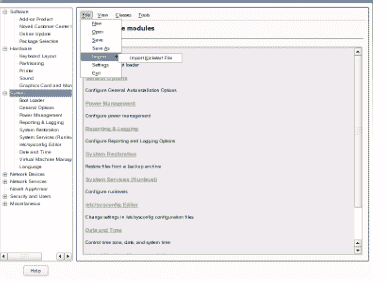 Software
Add-on Product
Novell Customer Center
Online Update
Package Selection
Hardware
Keyboard Layout
Partitioning
Printer
Sound
Graphics Card and Mon
System
Boot Loader
General Options
Power Management
Reporting & Logging
System Restoration
System Services (Runlev
/etc/sysconfig Editor
Date and Time
Virtual Machine Manag
Language
Network Devices
Network Services
Novell AppArmor
Security and Users
Miscellaneous
Help
File View Classes Tools
New
Open
Save
Save As
Import
Import Kickstart File
Settings
Exit
e modules
t loader
General Options
Configure General Autoinstallation Options
Power Management
Configure power management
Reporting & Logging
Configure Reporting and Logging Options
System Restoration
Restore files from a backup archive
System Services (Runlevel)
Configure runlevels
/etc/sysconfig Editor
Change settings in /etc/sysconfig configuration files
Date and Time
Control time zone, date, and system time